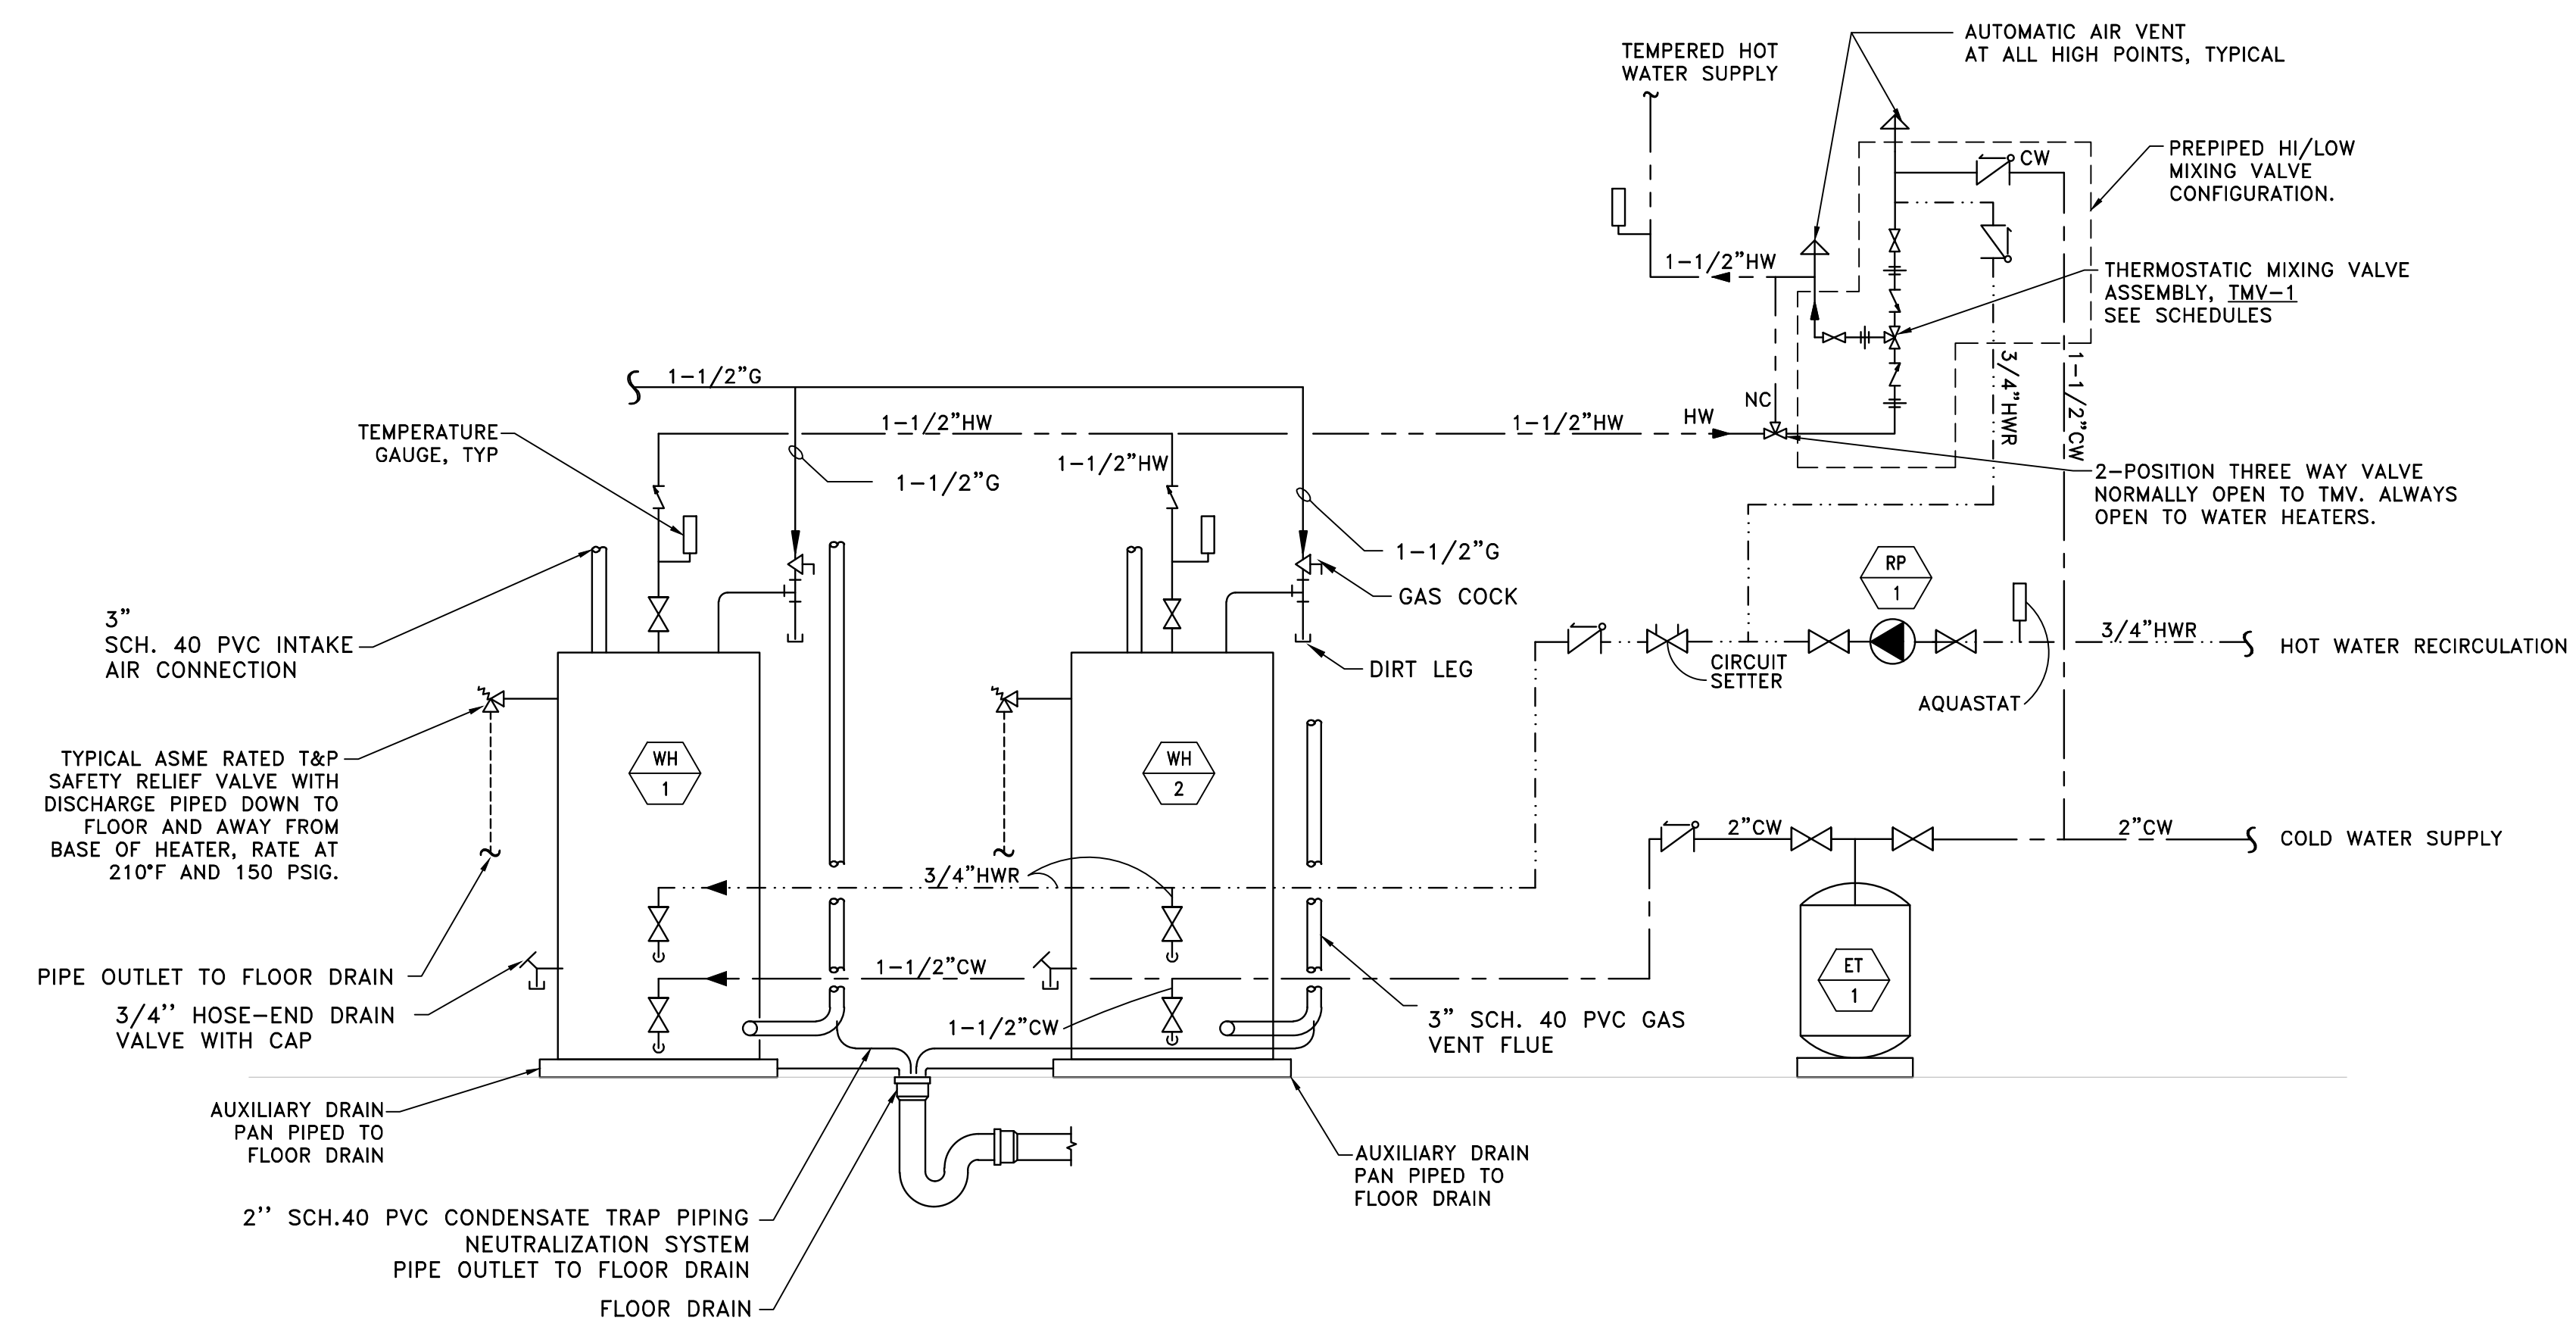 TEMPERED HOT
WATER SUPPLY
AUTOMATIC AIR VENT
AT ALL HIGH POINTS, TYPICAL
CW
PREPIPED HI/LOW
MIXING VALVE
CONFIGURATION.
1-1/2"HW
THERMOSTATIC MIXING VALVE
ASSEMBLY, TMV-1
SEE SCHEDULES
3/4"HWR
1-1/2"CW
1-1/2"G
TEMPERATURE
GAUGE, TYP
1-1/2"HW
1-1/2"G
1-1/2"HW
1-1/2"HW
HW
NC
2-POSITION THREE WAY VALVE
NORMALLY OPEN TO TMV. ALWAYS
OPEN TO WATER HEATERS.
1-1/2"G
GAS COCK
DIRT LEG
3"
SCH. 40 PVC INTAKE
AIR CONNECTION
RP
1
CIRCUIT
SETTER
3/4"HWR
HOT WATER RECIRCULATION
AQUASTAT
TYPICAL ASME RATED T&P
SAFETY RELIEF VALVE WITH
DISCHARGE PIPED DOWN TO
FLOOR AND AWAY FROM
BASE OF HEATER, RATE AT
210°F AND 150 PSIG.
WH
1
WH
2
2"CW
2"CW
COLD WATER SUPPLY
3/4"HWR
PIPE OUTLET TO FLOOR DRAIN
3/4'' HOSE-END DRAIN
VALVE WITH CAP
1-1/2"CW
1-1/2"CW
3" SCH. 40 PVC GAS
VENT FLUE
ET
1
AUXILIARY DRAIN
PAN PIPED TO
FLOOR DRAIN
AUXILIARY DRAIN
PAN PIPED TO
FLOOR DRAIN
2'' SCH.40 PVC CONDENSATE TRAP PIPING
NEUTRALIZATION SYSTEM
PIPE OUTLET TO FLOOR DRAIN
FLOOR DRAIN